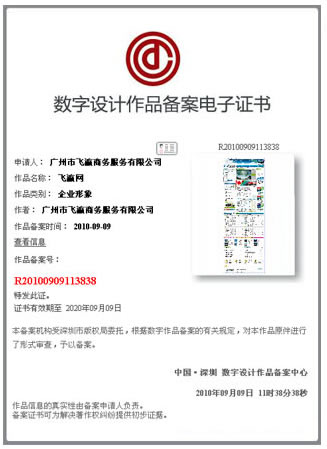 数字设计作品备案电子证书
R20100909113838
申请人： 广州市飞瀛商务服务有限公司
作品名称： 飞瀛网
作品类别： 企业形象
作者： 广州市飞瀛商务服务有限公司
作品备案时间： 2010-09-09
查看信息
作品备案号：
R20100909113838
特发此证。
证书有效期至 2020年09月09日
本备案机构受深圳市版权局委托，根据数字作品备案的有关规定，对本作品原件进行
了形式审查，予以备案。
中国·深圳 数字设计作品备案中心
2010年09月09日 11时38分38秒
作品信息的真实性由备案申请人负责。
备案证书可为解决著作权纠纷提供初步证据。